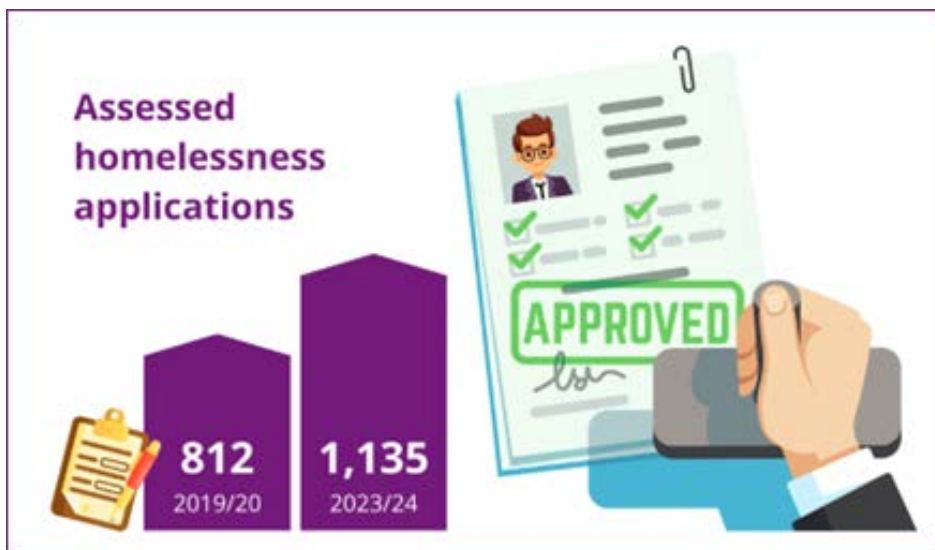 Assessed
homelessness
applications
APPROVED
812
1,135
2019/20
2023/24